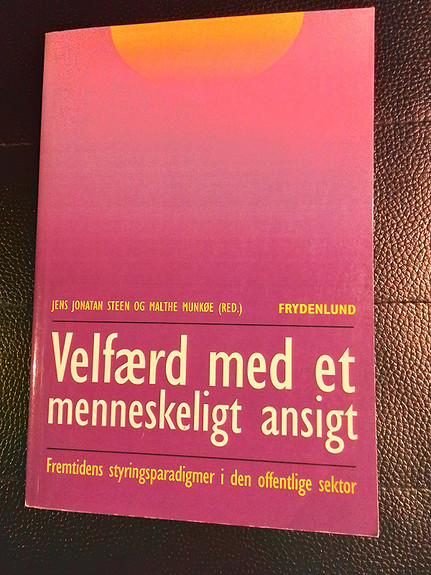 JENS JONATAN STEEN OG MALTHE MUNKØE (RED.) FRYDENLUND
Velfærd med et
menneskeligt ansigt
Fremtidens styringsparadigmer i den offentlige sektor